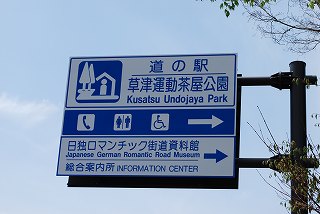 道の駅
草津運動茶屋公園
Kusatsu Undojaya Park
日独ロマンチック街道資料館
Japanese German Romantic Road Museum
総合案内所 INFORMATION CENTER